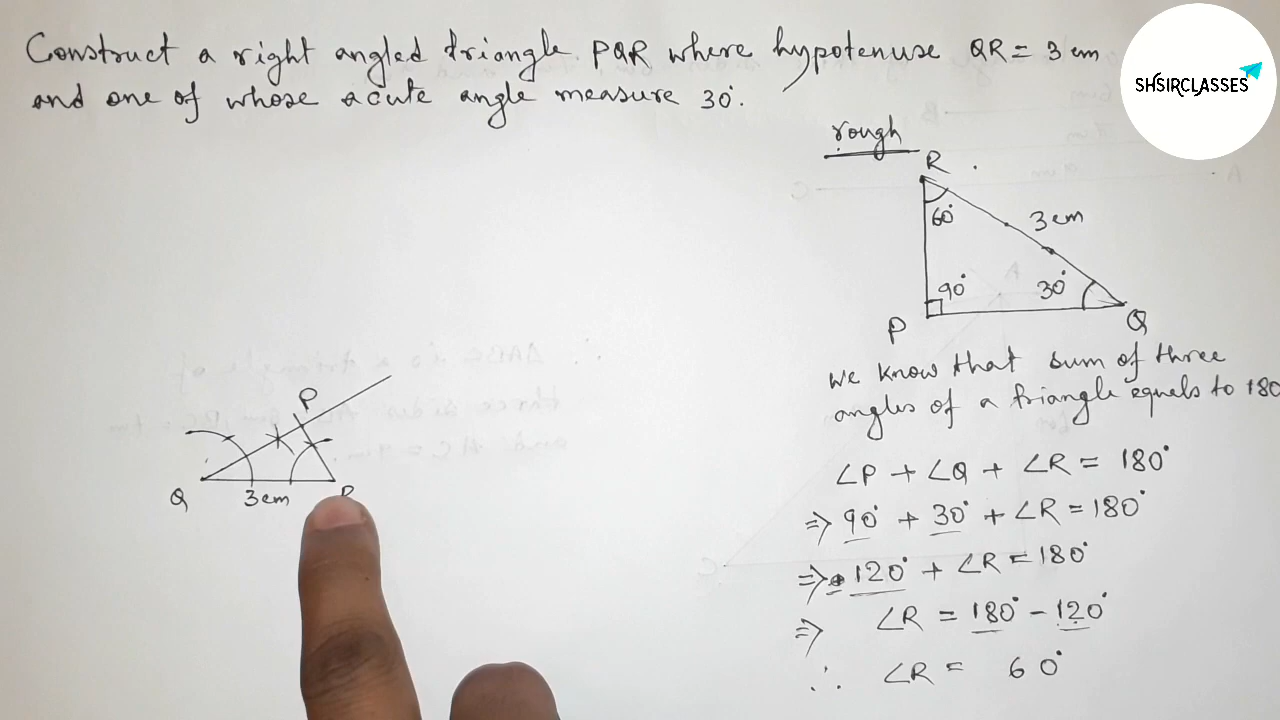 Construct a right angled triangle PQR where hypotenuse QR = 3 cm
and one of whose acute angle measure 30°.
SHSIRCLASSES
rough
R
60°
3 cm
90°
30°
P
Q
We know that sum of three
angles of a triangle equals to 180
∠P + ∠Q + ∠R = 180°
⇒ 90° + 30° + ∠R = 180°
⇒ 120° + ∠R = 180°
⇒ ∠R = 180° - 120°
∴ ∠R = 60°
P
Q
3 cm
R